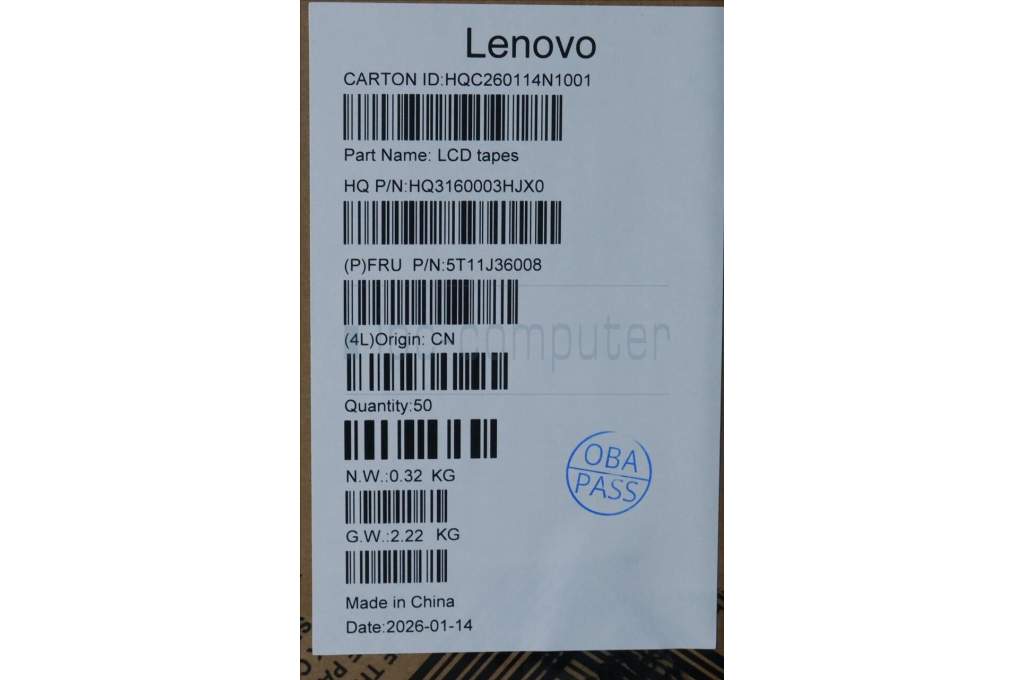 Lenovo
CARTON ID:HQC260114N1001
Part Name: LCD tapes
HQ P/N:HQ3160003HJX0
(P)FRU P/N:5T11J36008
computer
(4L)Origin: CN
Quantity:50
OBA
PASS
N.W.:0.32 KG
G.W.:2.22 KG
Made in China
Date:2026-01-14